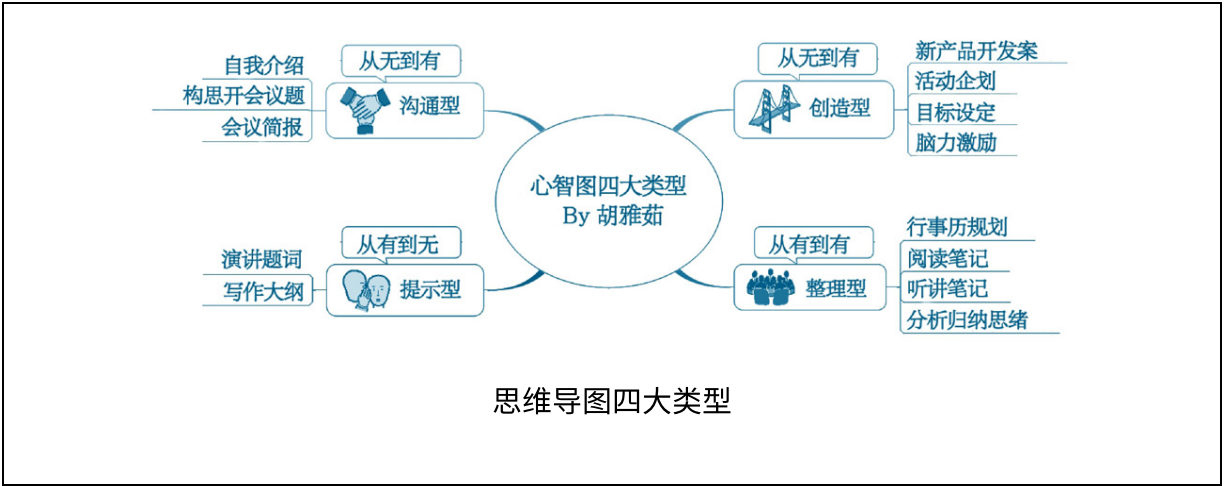 从无到有
自我介绍
构思开会议题
会议简报
沟通型
从无到有
创造型
新产品开发案
活动企划
目标设定
脑力激励
心智图四大类型
By 胡雅茹
从有到无
演讲题词
写作大纲
提示型
从有到有
整理型
行事历规划
阅读笔记
听讲笔记
分析归纳思绪
思维导图四大类型